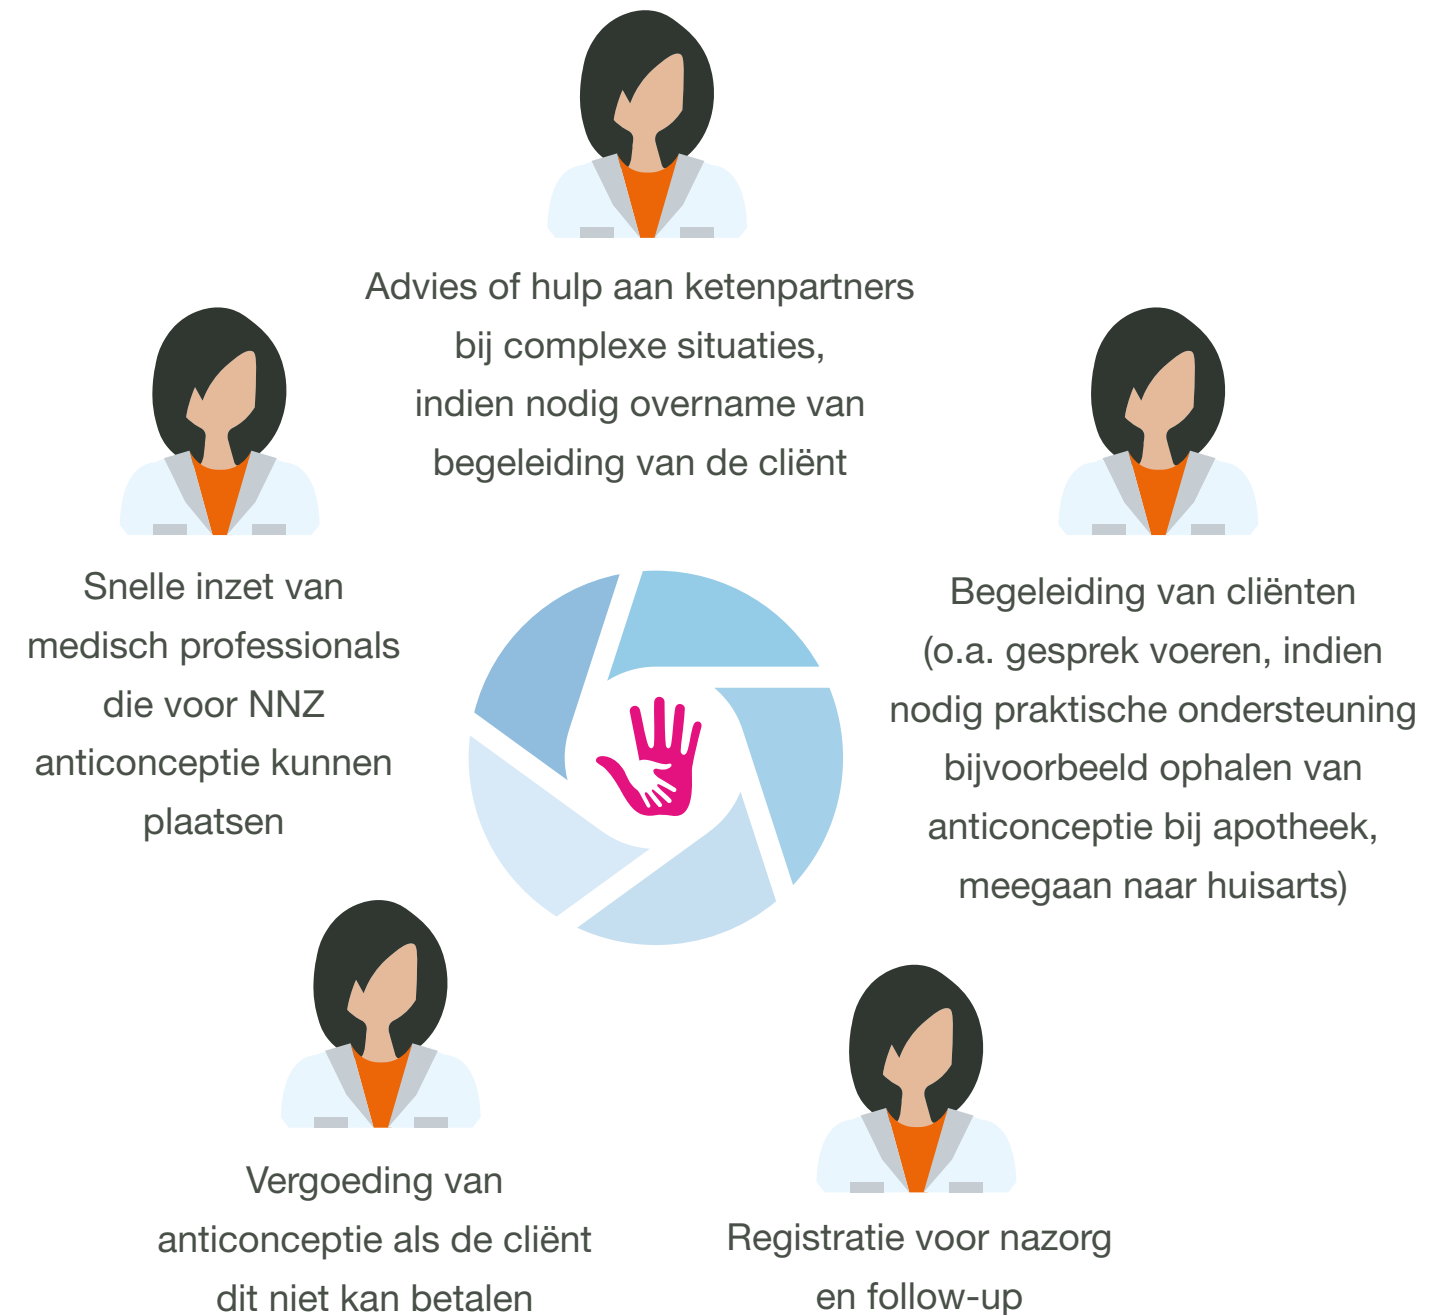 Advies of hulp aan ketenpartners
bij complexe situaties,
indien nodig overname van
begeleiding van de cliënt
Snelle inzet van
medisch professionals
die voor NNZ
anticonceptie kunnen
plaatsen
Begeleiding van cliënten
(o.a. gesprek voeren, indien
nodig praktische ondersteuning
bijvoorbeeld ophalen van
anticonceptie bij apotheek,
meegaan naar huisarts)
Vergoeding van
anticonceptie als de cliënt
dit niet kan betalen
Registratie voor nazorg
en follow-up